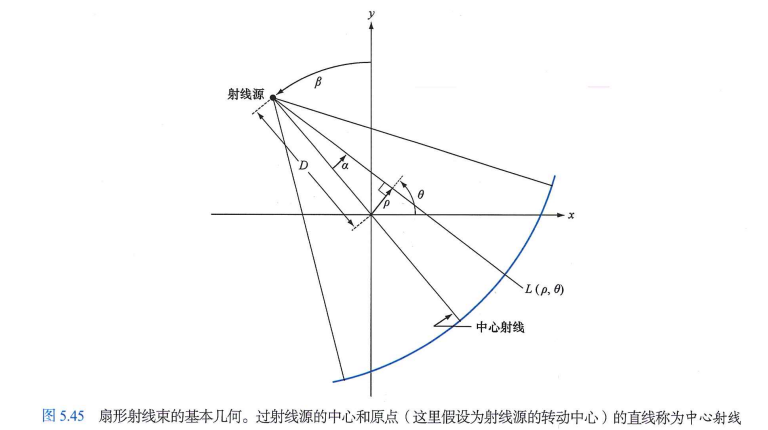 y
β
射线源
D
α
θ
ρ
x
L (ρ, θ)
中心射线
图 5.45 扇形射线束的基本几何。过射线源的中心和原点（这里假设为射线源的转动中心）的直线称为中心射线